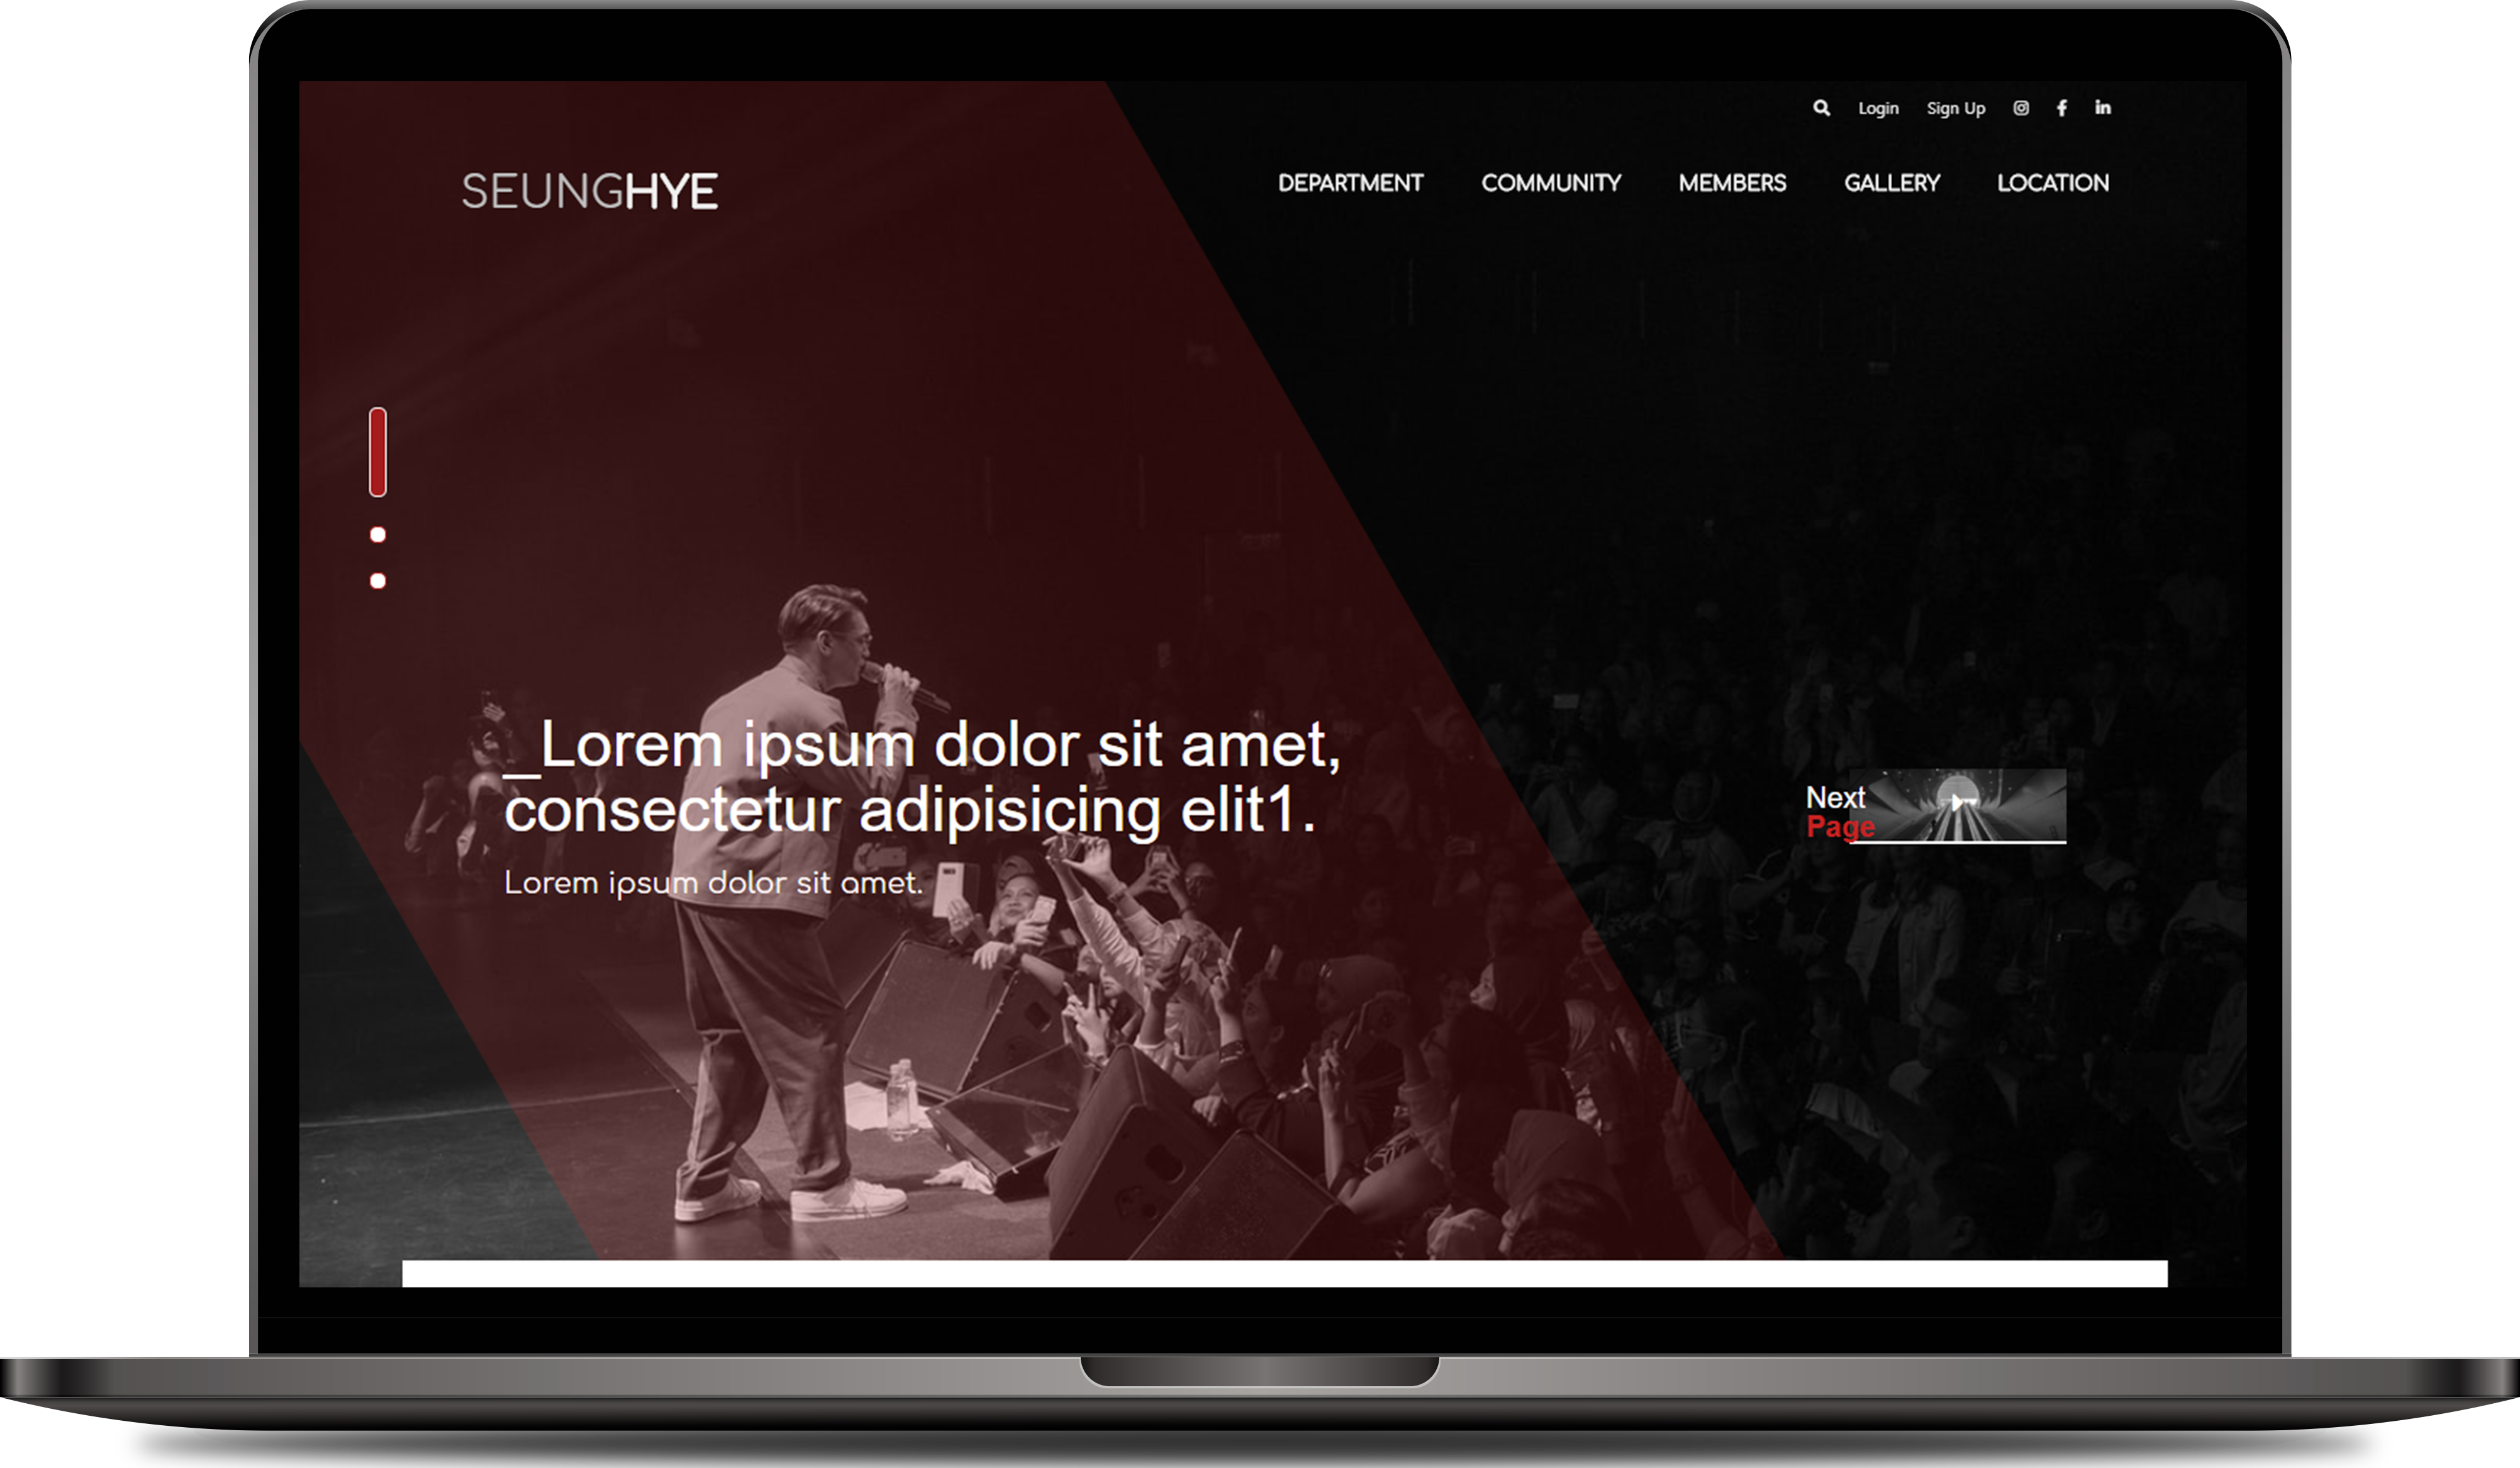 Login Sign Up
SEUNGHYE
DEPARTMENT COMMUNITY MEMBERS GALLERY LOCATION
_Lorem ipsum dolor sit amet,
consectetur adipisicing elit1.
Lorem ipsum dolor sit amet.
Next
Page